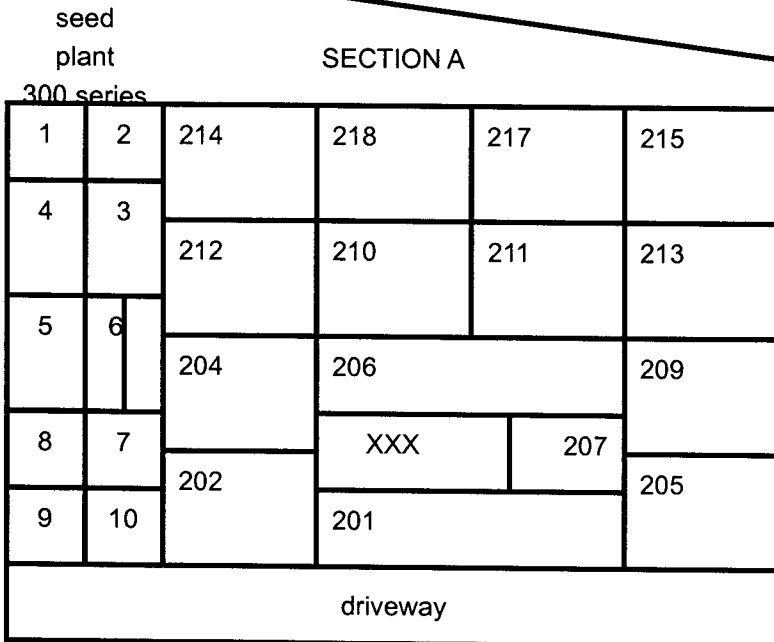 seed
plant
SECTION A
300 series
1 2 214 218 217 215
4 3
212 210 211 213
5 6
204 206 209
8 7 XXX 207
202 205
9 10 201
driveway